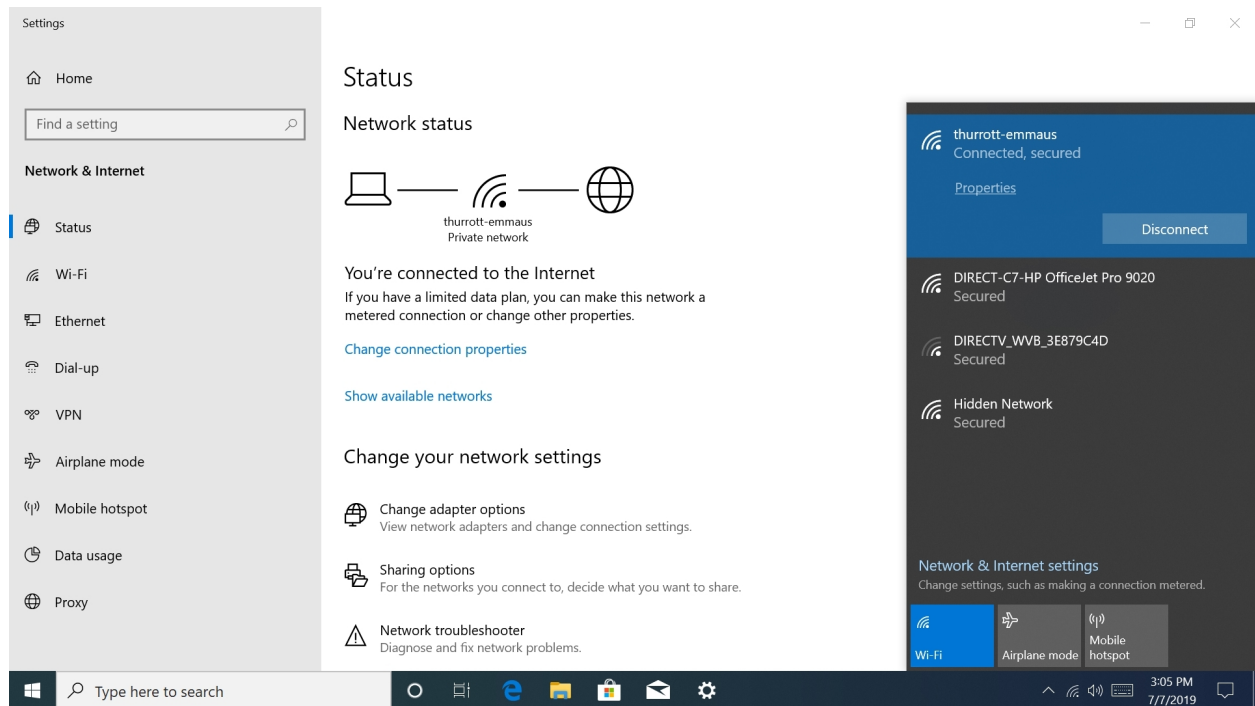 Settings
Home
Find a setting
Network & Internet
Status
Wi-Fi
Ethernet
Dial-up
VPN
Airplane mode
Mobile hotspot
Data usage
Proxy
Status
Network status
thurrott-emmaus
Private network
You're connected to the Internet
If you have a limited data plan, you can make this network a
metered connection or change other properties.
Change connection properties
Show available networks
Change your network settings
Change adapter options
View network adapters and change connection settings.
Sharing options
For the networks you connect to, decide what you want to share.
Network troubleshooter
Diagnose and fix network problems.
thurrott-emmaus
Connected, secured
Properties
Disconnect
DIRECT-C7-HP OfficeJet Pro 9020
Secured
DIRECTV_WVB_3E879C4D
Secured
Hidden Network
Secured
Network & Internet settings
Change settings, such as making a connection metered.
Wi-Fi
Airplane mode
Mobile
hotspot
Type here to search
3:05 PM
7/7/2019